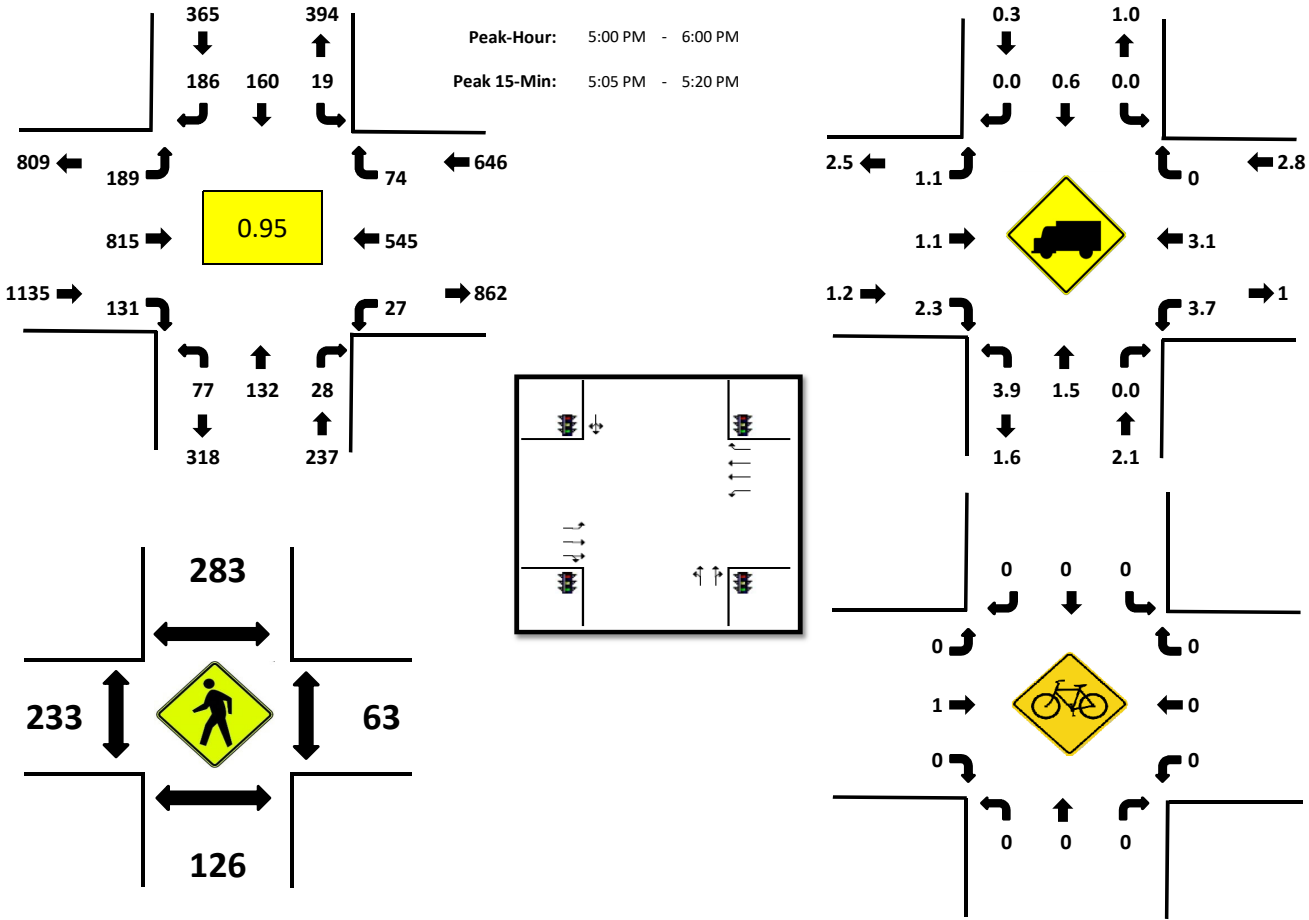 365 394 0.3 1.0
Peak-Hour: 5:00 PM - 6:00 PM
186 160 19 Peak 15-Min: 5:05 PM - 5:20 PM 0.0 0.6 0.0
809 646 2.5 2.8
189 74 1.1 0
815 0.95 545 1.1 3.1
1135 862 1.2 1
131 27 2.3 3.7
77 132 28 3.9 1.5 0.0
318 237 1.6 2.1
283 0 0 0
0 0
233 63 1 0
0 0
126 0 0 0